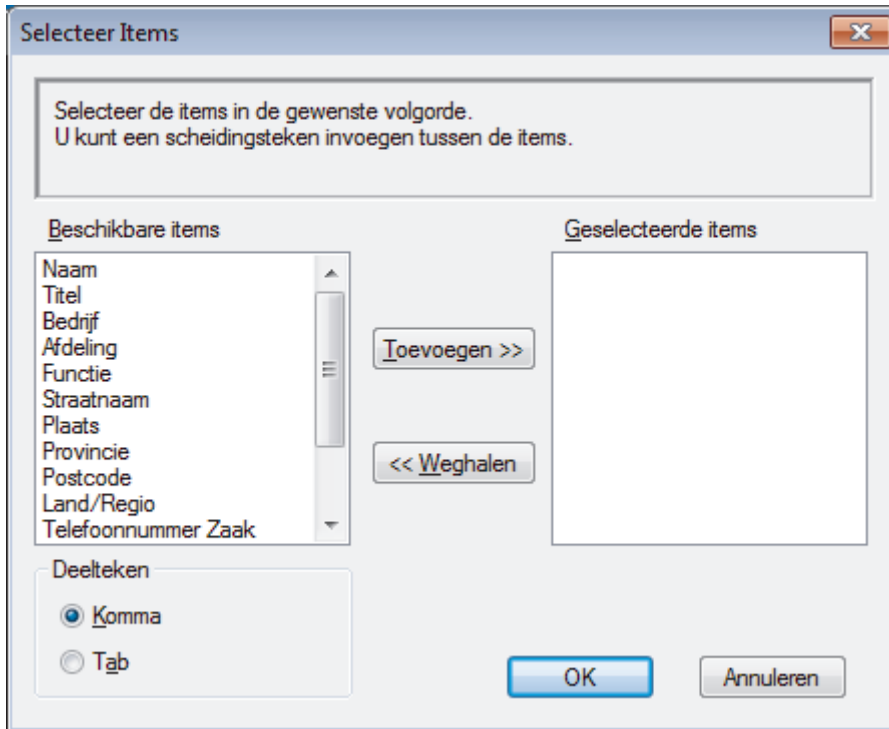 Selecteer Items
Selecteer de items in de gewenste volgorde.
U kunt een scheidingsteken invoegen tussen de items.
Beschikbare items
Naam
Titel
Bedrijf
Afdeling
Functie
Straatnaam
Plaats
Provincie
Postcode
Land/Regio
Telefoonnummer Zaak
Toevoegen >>
<< Weghalen
Geselecteerde items
Deelteken
Komma
Tab
OK
Annuleren